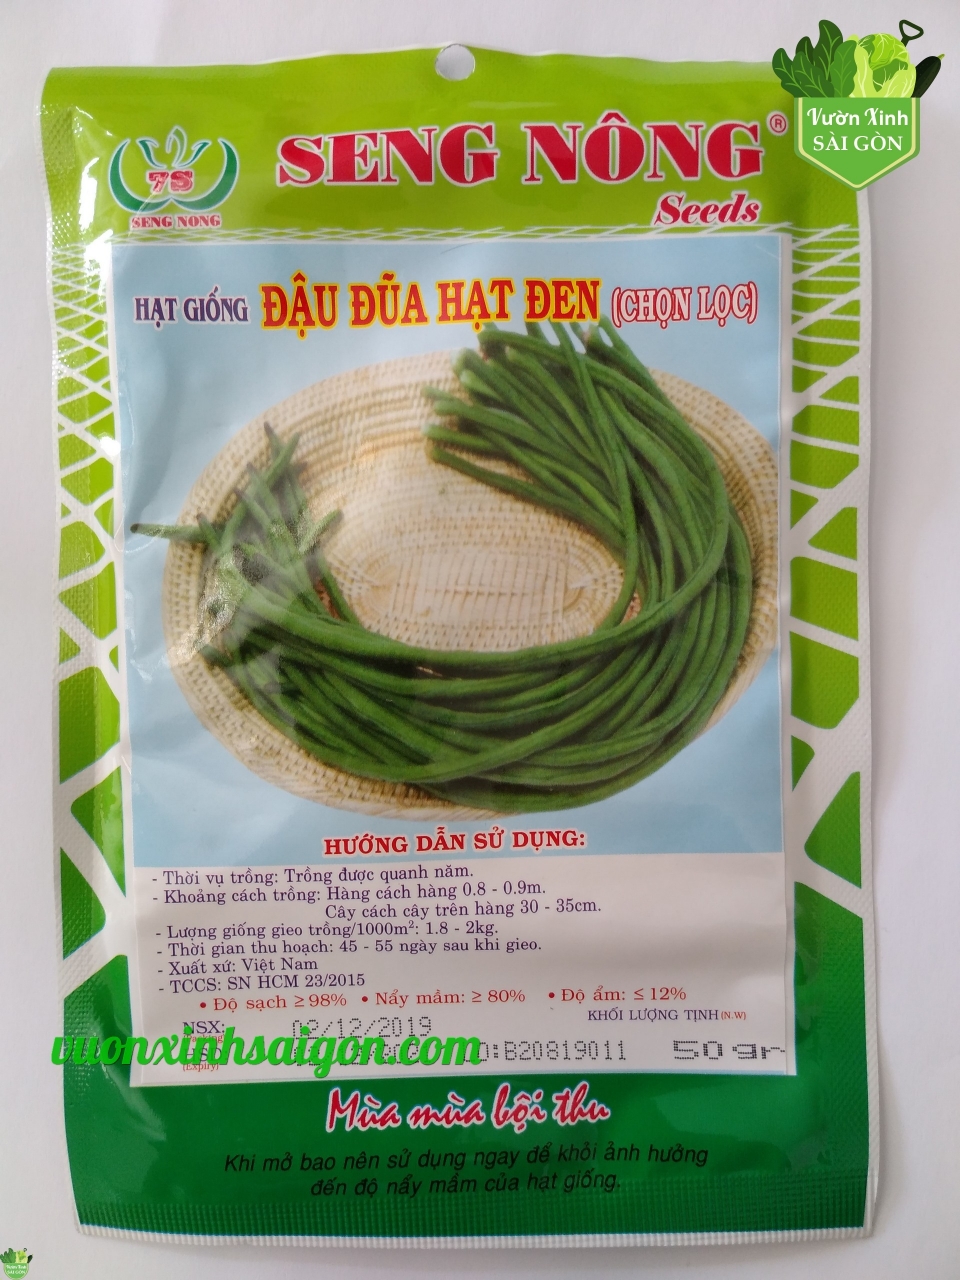 Vườn Xinh
SÀI GÒN
SENG NÔNG®
Seeds
7S
SENG NONG
HẠT GIỐNG ĐẬU ĐŨA HẠT ĐEN (CHỌN LỌC)
HƯỚNG DẪN SỬ DỤNG:
- Thời vụ trồng: Trồng được quanh năm.
- Khoảng cách trồng: Hàng cách hàng 0.8 - 0.9m.
Cây cách cây trên hàng 30 - 35cm.
- Lượng giống gieo trồng/1000m²: 1.8 - 2kg.
- Thời gian thu hoạch: 45 - 55 ngày sau khi gieo.
- Xuất xứ: Việt Nam
- TCCS: SN HCM 23/2015
• Độ sạch ≥ 98% • Nẩy mầm: ≥ 80% • Độ ẩm: ≤ 12%
KHỐI LƯỢNG TỊNH (N.W)
NSX: 02/12/2019
vuonxinhsaigon.com
(Expiry)
:B20819011 50gr
Mùa mùa bội thu
Khi mở bao nên sử dụng ngay để khỏi ảnh hưởng
đến độ nẩy mầm của hạt giống.
Vườn Xinh
SÀI GÒN